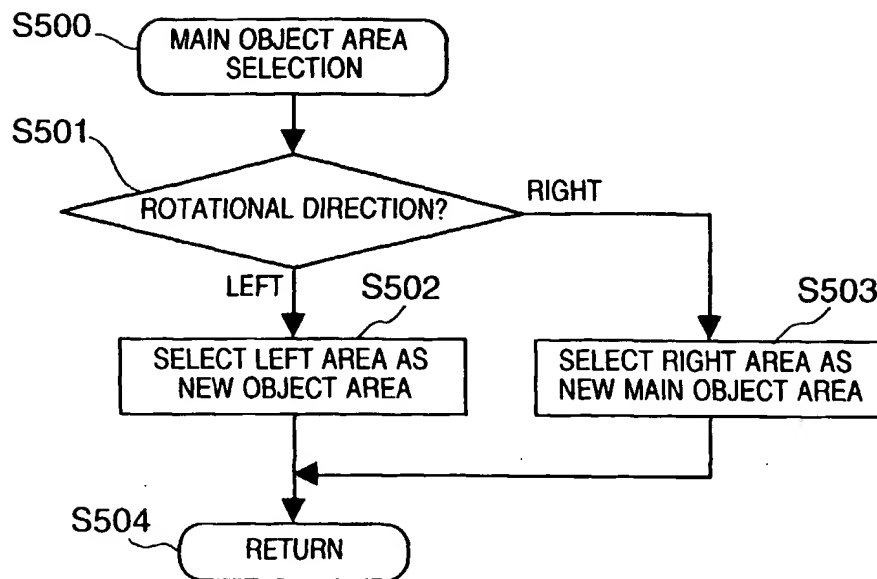 S500
MAIN OBJECT AREA
SELECTION
S501
ROTATIONAL DIRECTION?
RIGHT
LEFT
S502
S503
SELECT LEFT AREA AS
NEW OBJECT AREA
SELECT RIGHT AREA AS
NEW MAIN OBJECT AREA
S504
RETURN